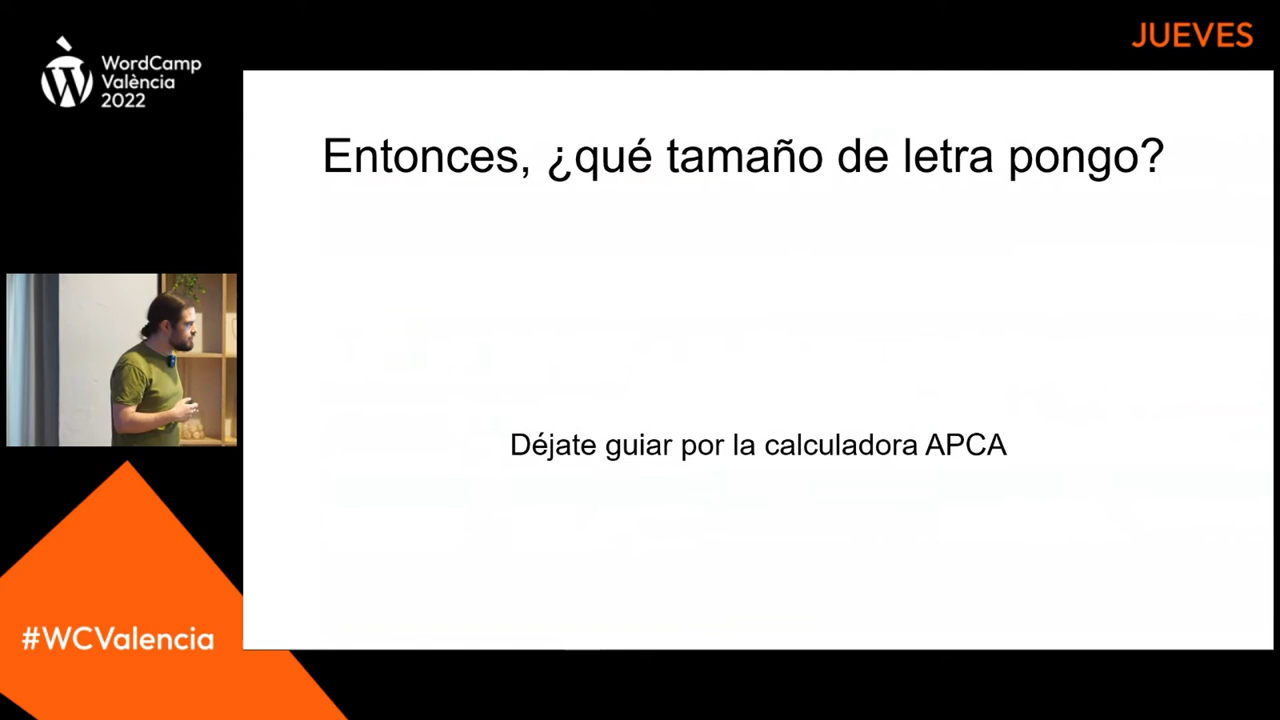 JUEVES
WordCamp
València
2022
Entonces, ¿qué tamaño de letra pongo?
Déjate guiar por la calculadora APCA
#WCValencia